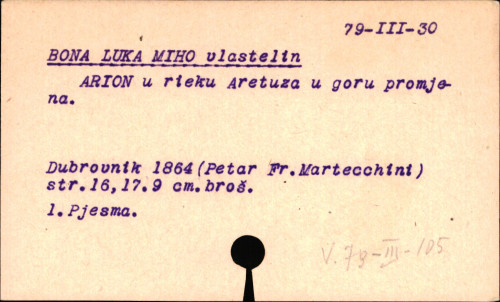 79-III-30
BONA LUKA MIHO vlastelin
ARION u rieku Aretuza u goru promje-
na.
Dubrovnik 1864(Petar Fr.Martecchini)
str.16,17.9 cm.broš.
1.Pjesma.
V. 79-III-105